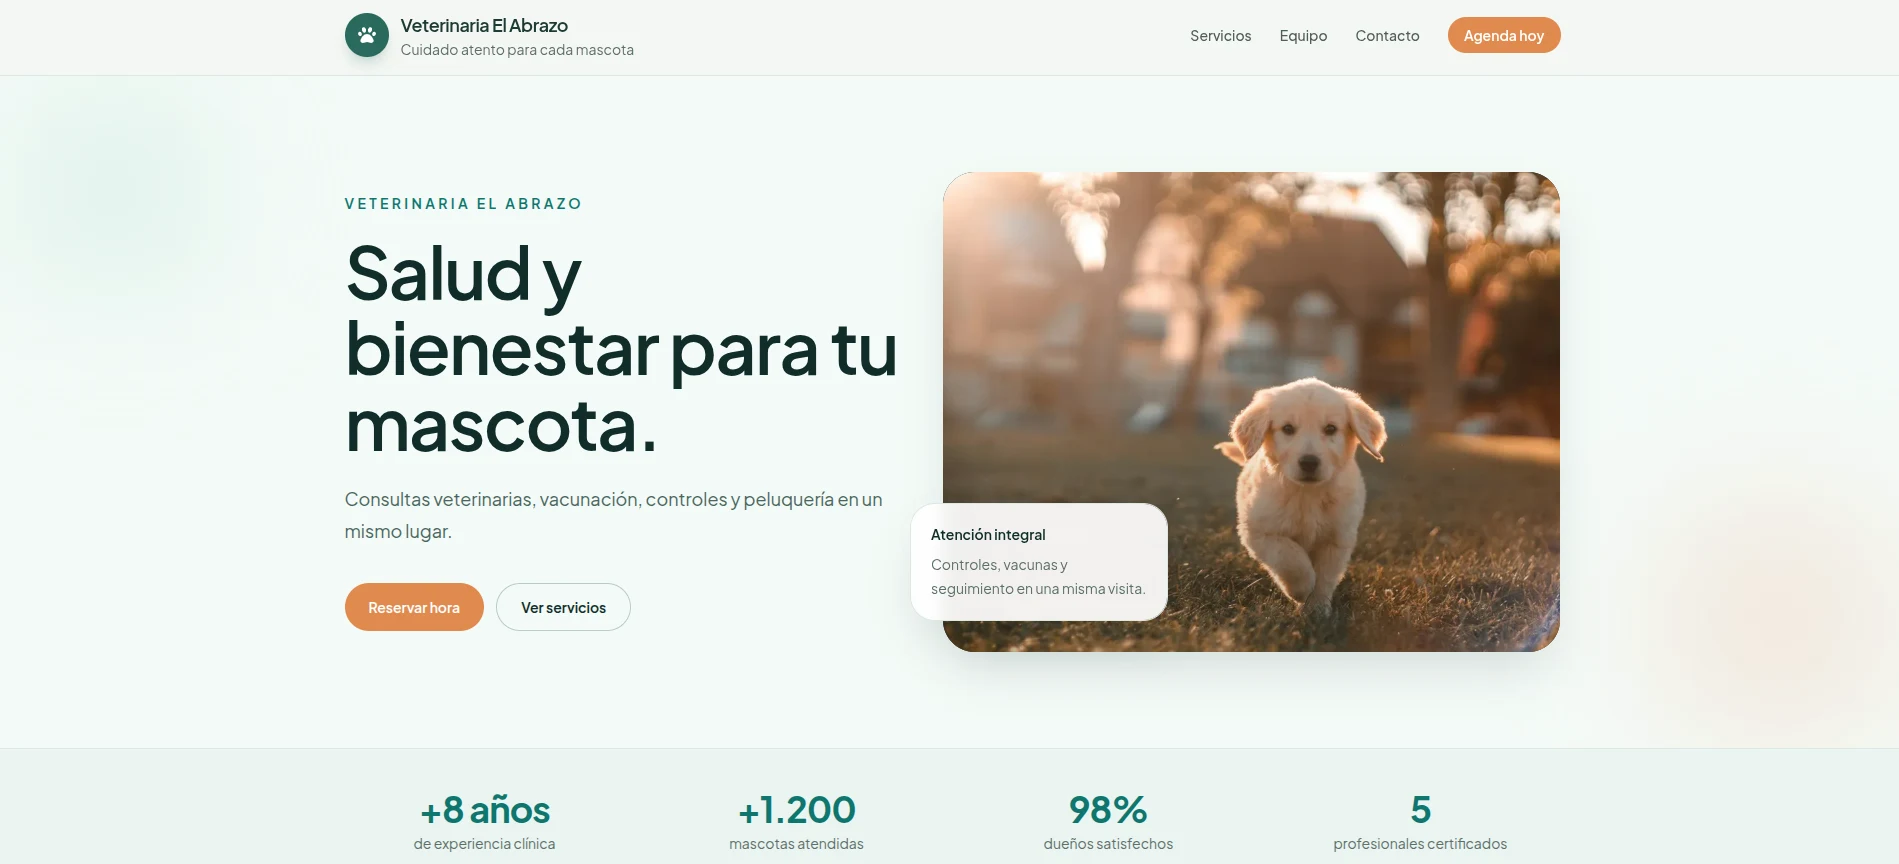 Veterinaria El Abrazo
Cuidado atento para cada mascota
Servicios
Equipo
Contacto
Agenda hoy
VETERINARIA EL ABRAZO
Salud y
bienestar para tu
mascota.
Consultas veterinarias, vacunación, controles y peluquería en un
mismo lugar.
Reservar hora
Ver servicios
Atención integral
Controles, vacunas y
seguimiento en una misma visita.
+8 años
de experiencia clínica
+1.200
mascotas atendidas
98%
dueños satisfechos
5
profesionales certificados